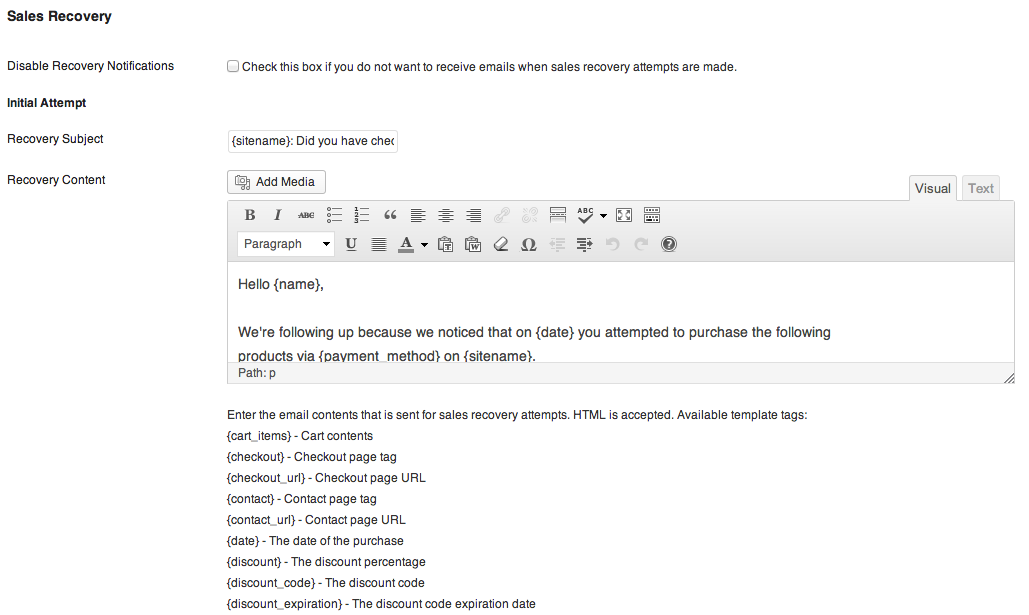 Sales Recovery
Disable Recovery Notifications
Check this box if you do not want to receive emails when sales recovery attempts are made.
Initial Attempt
Recovery Subject
{sitename}: Did you have chec
Recovery Content
Add Media
Visual
Text
B I ABC
ABC
Paragraph
U
A
Hello {name},
We're following up because we noticed that on {date} you attempted to purchase the following
products via {payment_method} on {sitename}.
Path: p
Enter the email contents that is sent for sales recovery attempts. HTML is accepted. Available template tags:
{cart_items} - Cart contents
{checkout} - Checkout page tag
{checkout_url} - Checkout page URL
{contact} - Contact page tag
{contact_url} - Contact page URL
{date} - The date of the purchase
{discount} - The discount percentage
{discount_code} - The discount code
{discount_expiration} - The discount code expiration date